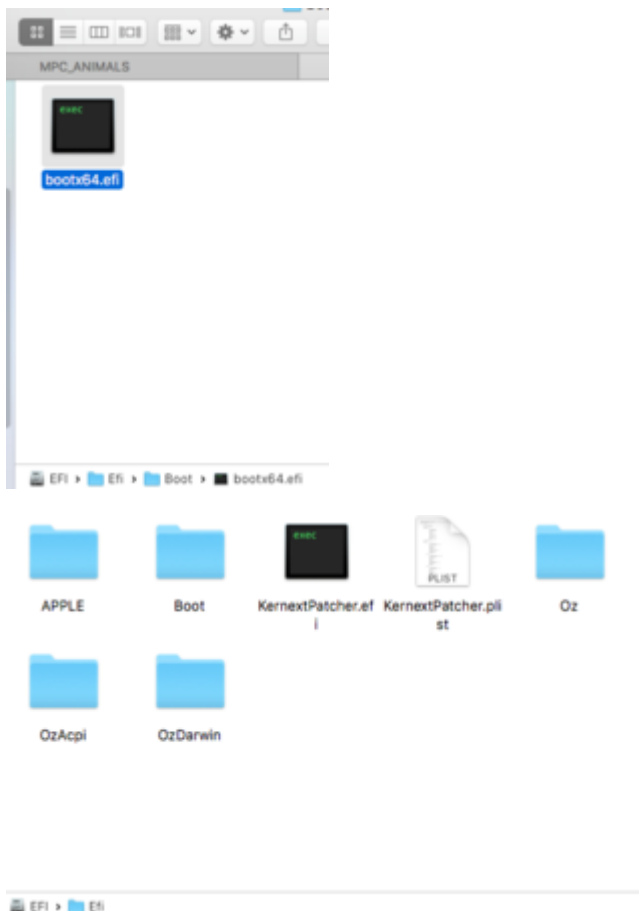 MPC_ANIMALS
exec
bootx64.efi
EFI › Efi › Boot › bootx64.efi
exec
PLIST
APPLE Boot KernextPatcher.ef KernextPatcher.pli Oz
i st
OzAcpi OzDarwin
EFI › Efi